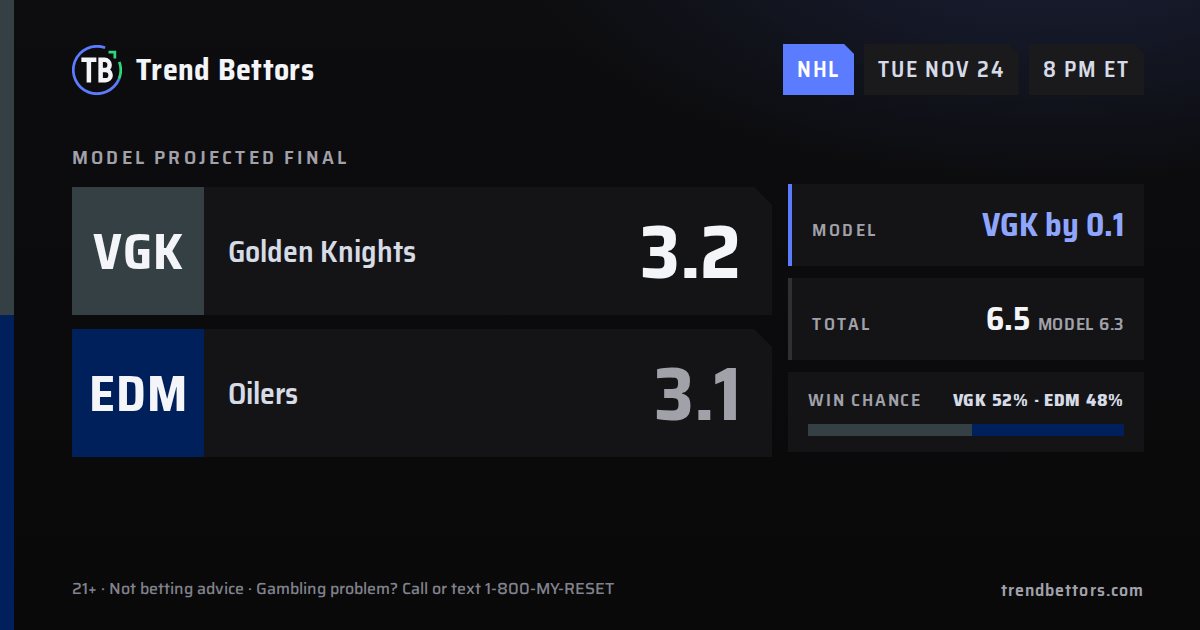 TB Trend Bettors
NHL TUE NOV 24 8 PM ET
MODEL PROJECTED FINAL
VGK Golden Knights 3.2
EDM Oilers 3.1
MODEL VGK by 0.1
TOTAL 6.5 MODEL 6.3
WIN CHANCE VGK 52% · EDM 48%
21+ · Not betting advice · Gambling problem? Call or text 1-800-MY-RESET
trendbettors.com